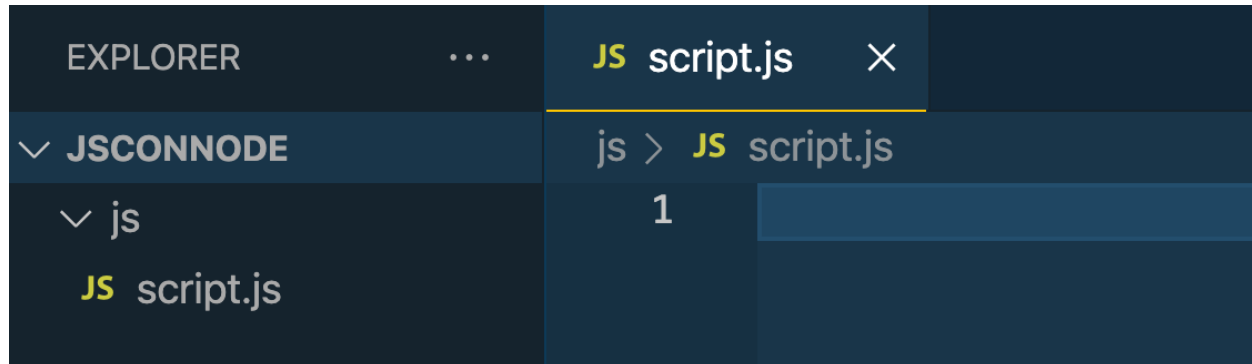 EXPLORER ...
JS script.js
JSCONNODE
js > JS script.js
js
1
JS script.js